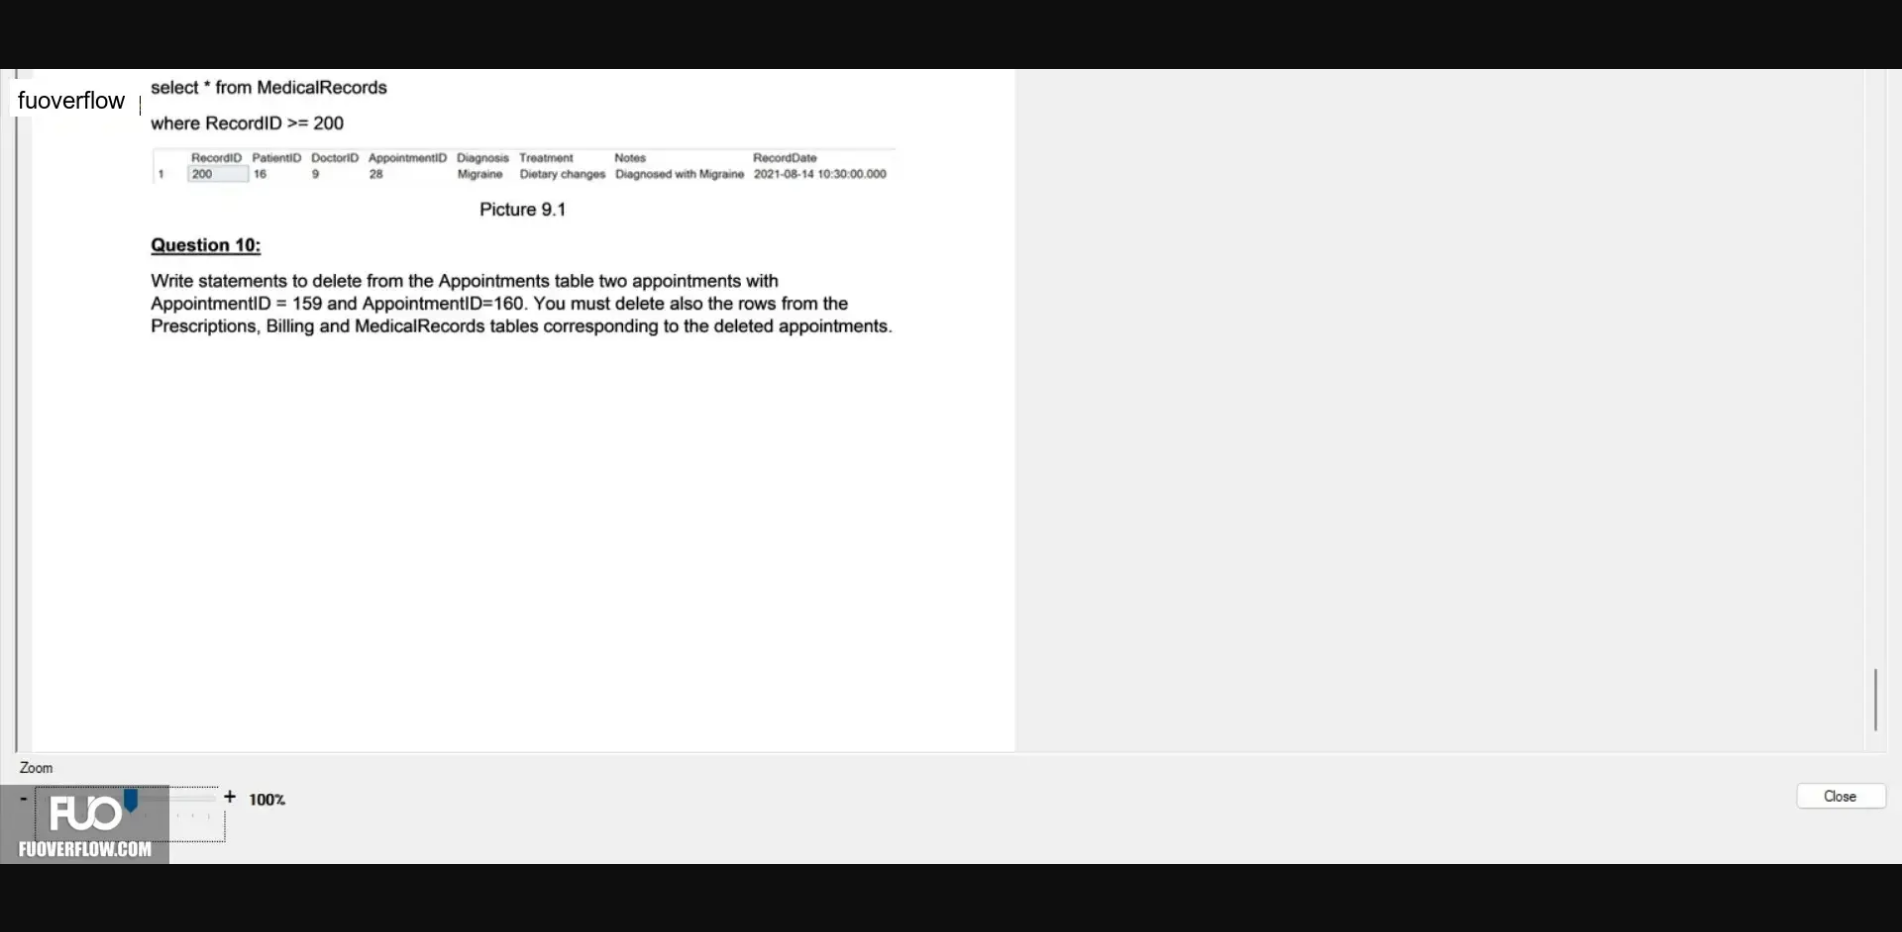 fuoverflow
select * from MedicalRecords
where RecordID >= 200
RecordID PatientID DoctorID AppointmentID Diagnosis Treatment Notes RecordDate
1 200 16 9 28 Migraine Dietary changes Diagnosed with Migraine 2021-08-14 10:30:00.000
Picture 9.1
Question 10:
Write statements to delete from the Appointments table two appointments with
AppointmentID = 159 and AppointmentID=160. You must delete also the rows from the
Prescriptions, Billing and MedicalRecords tables corresponding to the deleted appointments.
Zoom
- + 100%
Close
FUO
FUOVERFLOW.COM